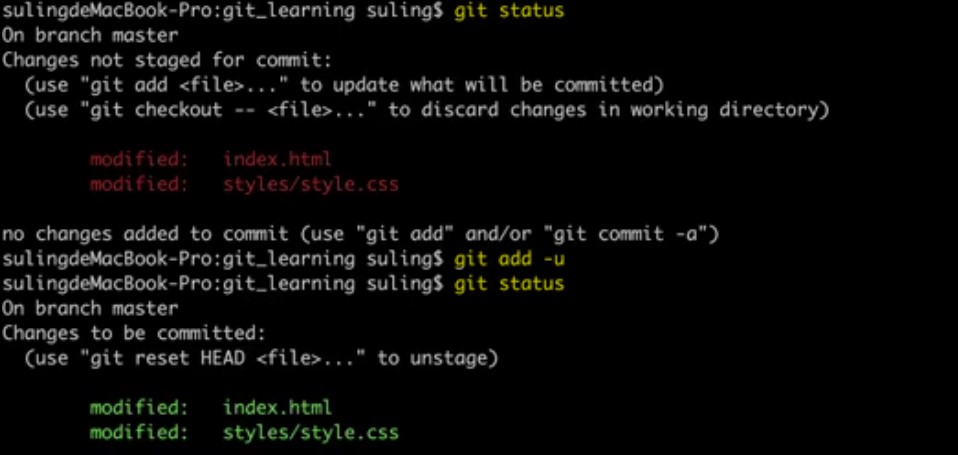 sulingdeMacBook-Pro:git_learning suling$ git status
On branch master
Changes not staged for commit:
  (use "git add <file>..." to update what will be committed)
  (use "git checkout -- <file>..." to discard changes in working directory)

        modified:   index.html
        modified:   styles/style.css

no changes added to commit (use "git add" and/or "git commit -a")
sulingdeMacBook-Pro:git_learning suling$ git add -u
sulingdeMacBook-Pro:git_learning suling$ git status
On branch master
Changes to be committed:
  (use "git reset HEAD <file>..." to unstage)

        modified:   index.html
        modified:   styles/style.css